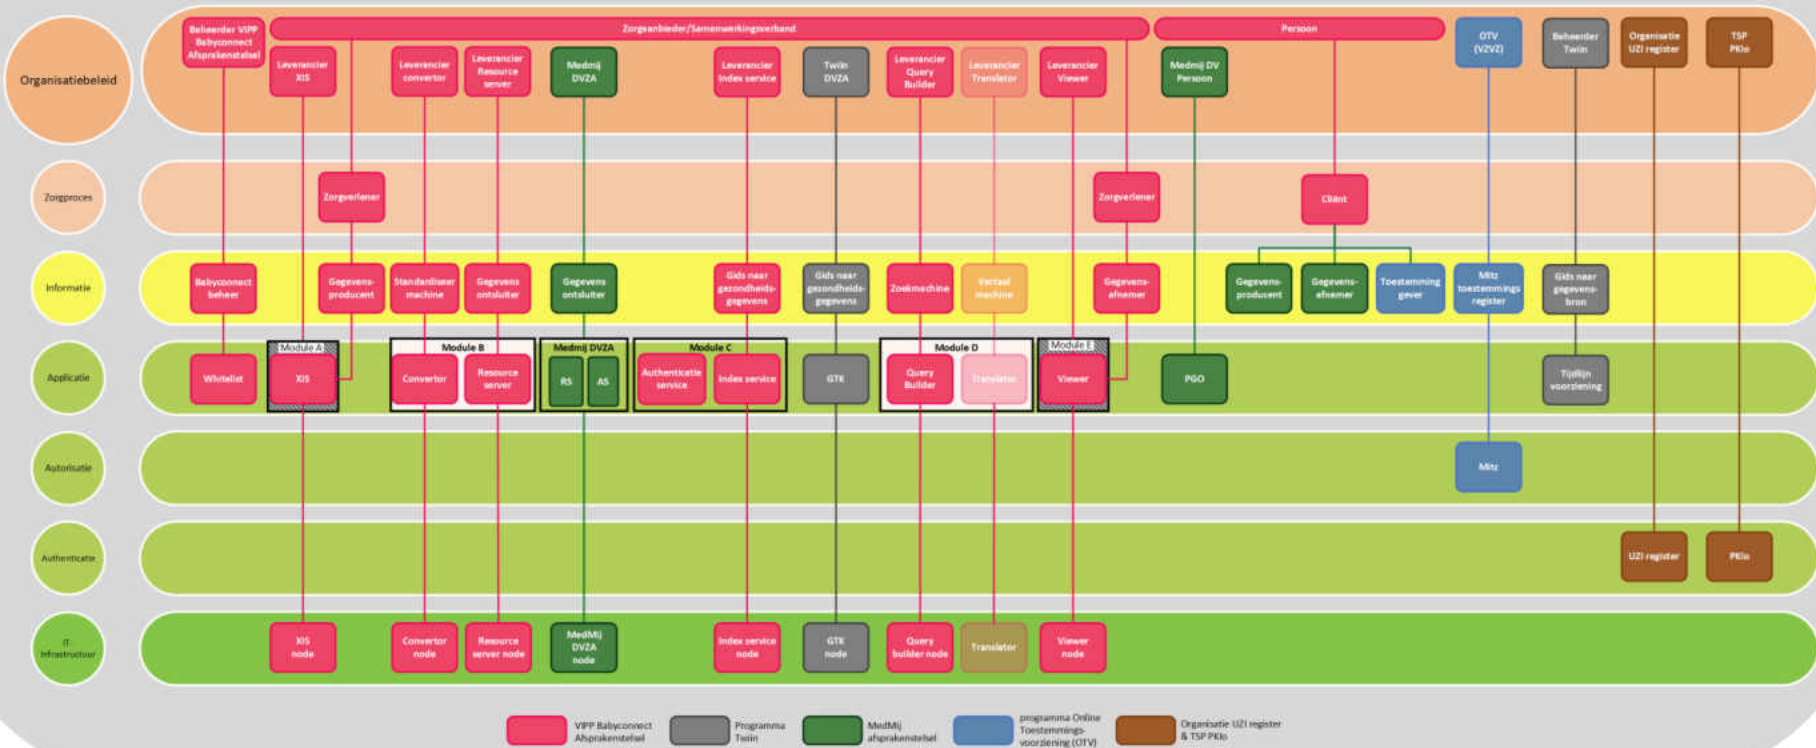 Organisatiebeleid
Beheerder VIPP
Babyconnect
Afsprakenstelsel
Zorgaanbieder/Samenwerkingsverband
Persoon
OTV
(VZVZ)
Beheerder
Twiin
Organisatie
UZI register
TSP
PKIo
Leverancier
XIS
Leverancier
convertor
Leverancier
Resource
server
Medmij
DVZA
Leverancier
Index service
Twiin
DVZA
Leverancier
Query
Builder
Leverancier
Translator
Leverancier
Viewer
Medmij DV
Persoon
Zorgproces
Zorgverlener
Zorgverlener
Cliënt
Informatie
Babyconnect
beheer
Gegevens-
producent
Standaardiseer
machine
Gegevens
ontsluiter
Gegevens
ontsluiter
Gids naar
gezondheids-
gegevens
Gids naar
gezondheids-
gegevens
Zoekmachine
Vertaal
machine
Gegevens-
afnemer
Gegevens-
producent
Gegevens-
afnemer
Toestemming
gever
Mitz
toestemmings
register
Gids naar
gegevens-
bron
Applicatie
Whitelist
Module A
XIS
Module B
Convertor
Resource
server
Medmij DVZA
RS
AS
Module C
Authenticatie
service
Index service
GTK
Module D
Query
Builder
Translator
Module E
Viewer
PGO
Tijdlijn
voorziening
Autorisatie
Mitz
Authenticatie
UZI register
PKIo
IT-
Infrastructuur
XIS
node
Convertor
node
Resource
server node
MedMij
DVZA
node
Index service
node
GTK
node
Query
builder node
Translator
Viewer
node
VIPP Babyconnect
Afsprakenstelsel
Programma
Twiin
MedMij
afsprakenstelsel
programma Online
Toestemmings-
voorziening (OTV)
Organisatie UZI register
& TSP PKIo